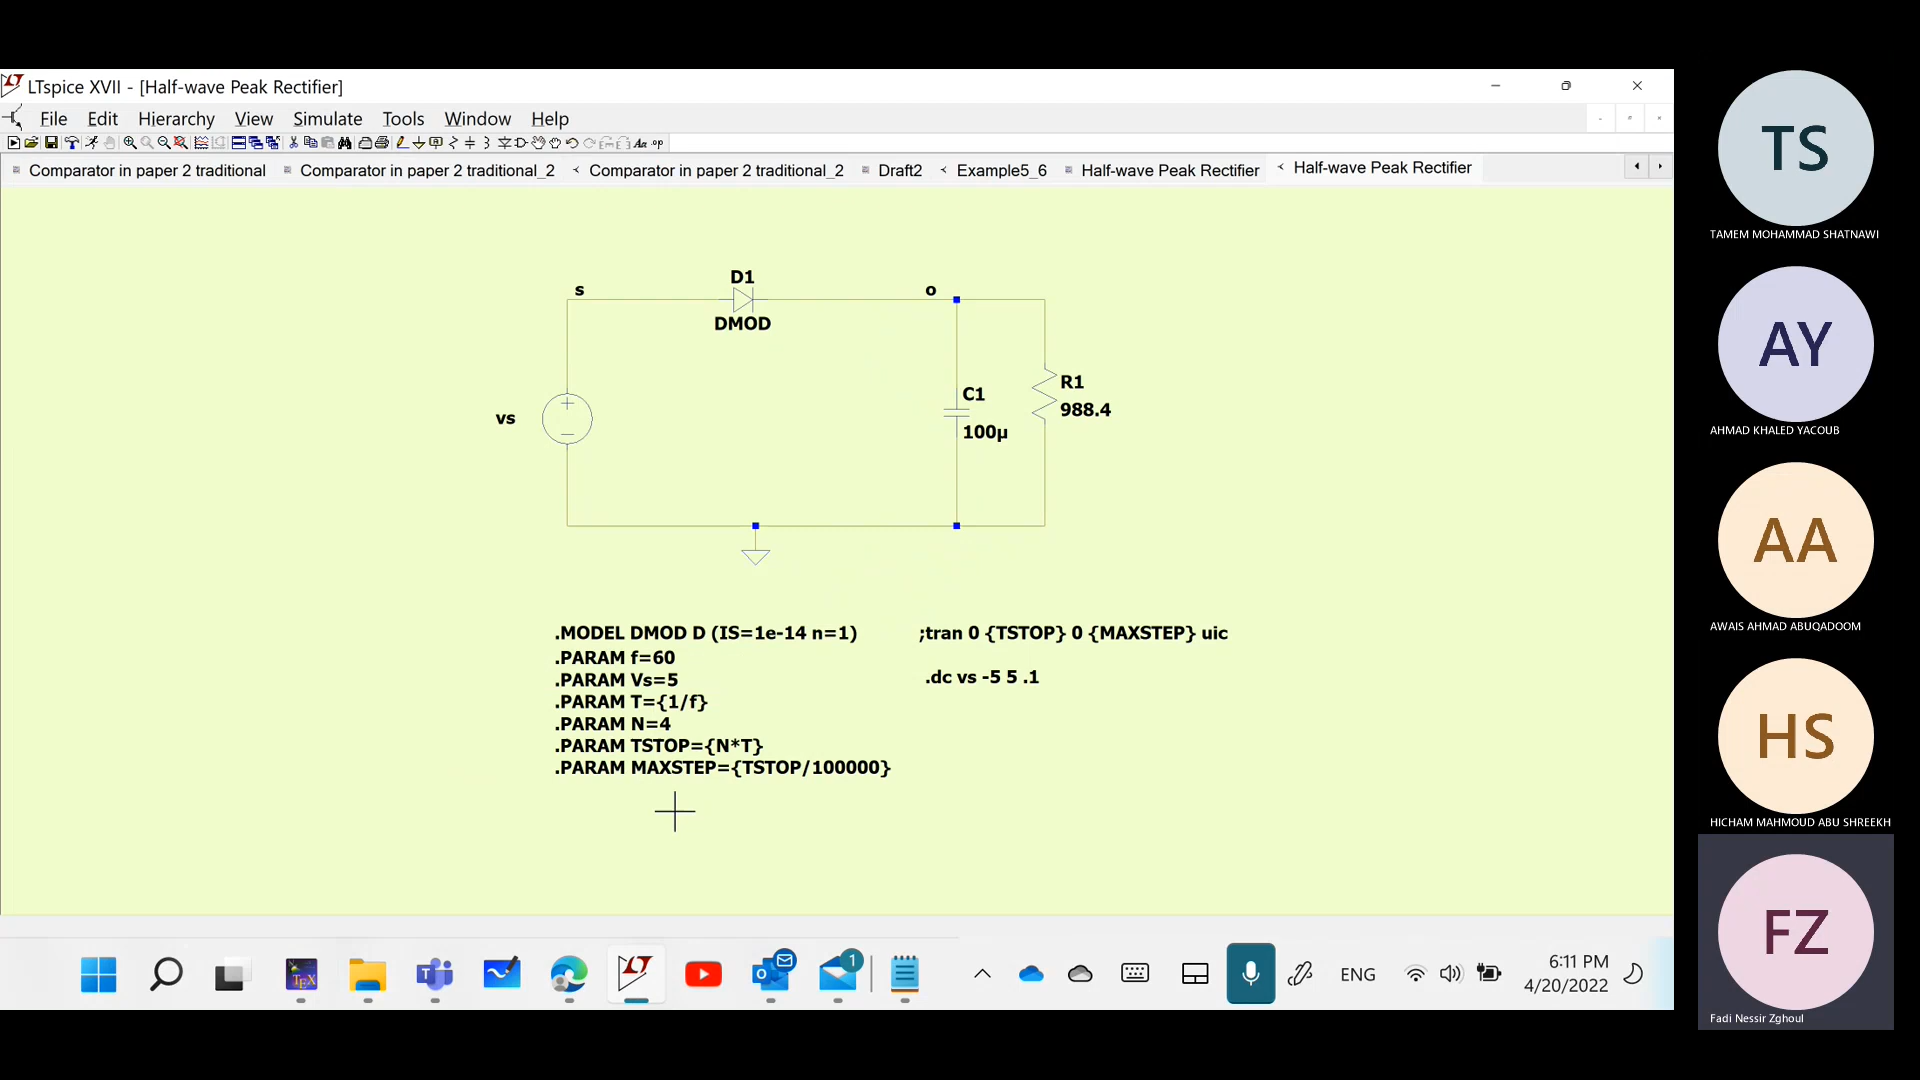 LTspice XVII - [Half-wave Peak Rectifier]
File Edit Hierarchy View Simulate Tools Window Help
Comparator in paper 2 traditional Comparator in paper 2 traditional_2 Comparator in paper 2 traditional_2 Draft2 Example5_6 Half-wave Peak Rectifier Half-wave Peak Rectifier
s
D1
DMOD
o
vs
C1
100µ
R1
988.4
.MODEL DMOD D (IS=1e-14 n=1)
.PARAM f=60
.PARAM Vs=5
.PARAM T={1/f}
.PARAM N=4
.PARAM TSTOP={N*T}
.PARAM MAXSTEP={TSTOP/100000}
;tran 0 {TSTOP} 0 {MAXSTEP} uic
.dc vs -5 5 .1
TS
TAMEM MOHAMMAD SHATNAWI
AY
AHMAD KHALED YACOUB
AA
AWAIS AHMAD ABUQADOOM
HS
HICHAM MAHMOUD ABU SHREEKH
FZ
Fadi Nessir Zghoul
1
ENG
6:11 PM
4/20/2022